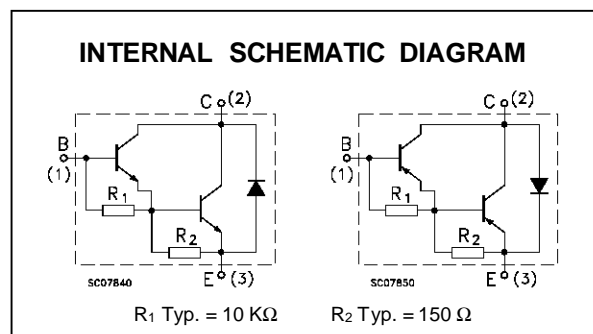 INTERNAL SCHEMATIC DIAGRAM
C (2)
B
(1)
R1
R2
SC07840
E (3)
C (2)
B
(1)
R1
R2
SC07850
E (3)
R1 Typ. = 10 KΩ R2 Typ. = 150 Ω